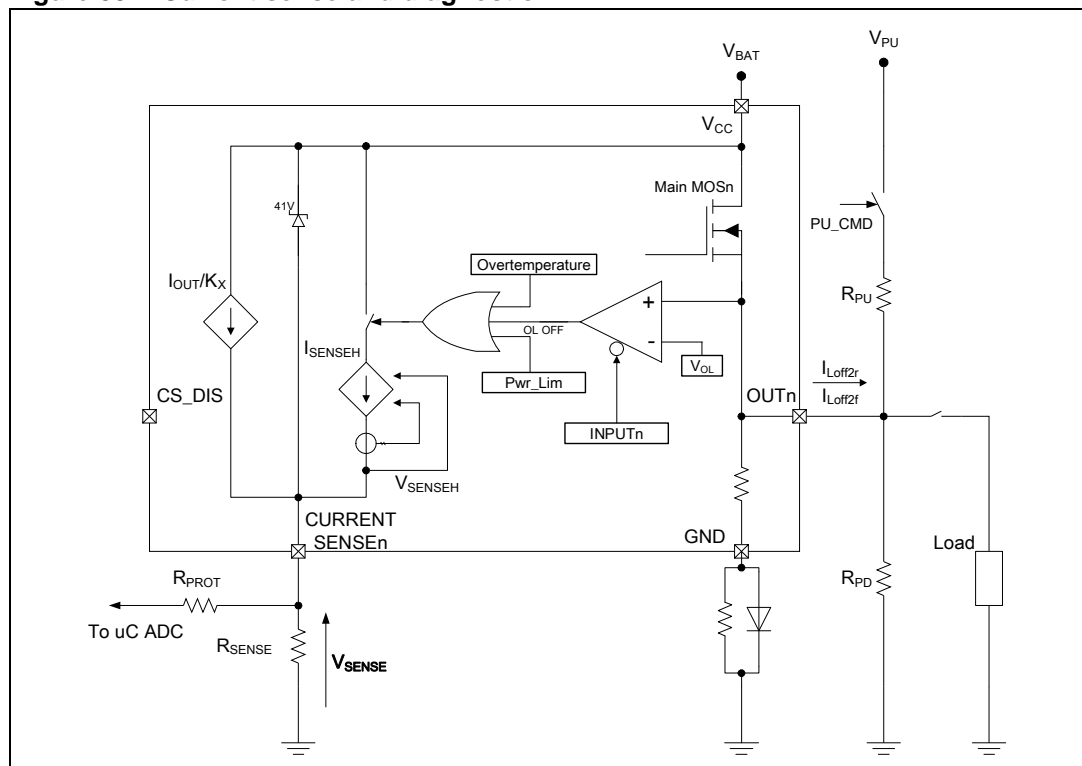 V_BAT
V_PU
V_CC
Main MOSn
41V
PU_CMD
Overtemperature
I_OUT/K_X
R_PU
+
OL OFF
-
I_SENSEH
V_OL
I_Loff2r
Pwr_Lim
I_Loff2f
CS_DIS
OUTn
INPUTn
V_SENSEH
CURRENT
SENSEn
GND
Load
R_PROT
R_PD
To uC ADC
R_SENSE
V_SENSE